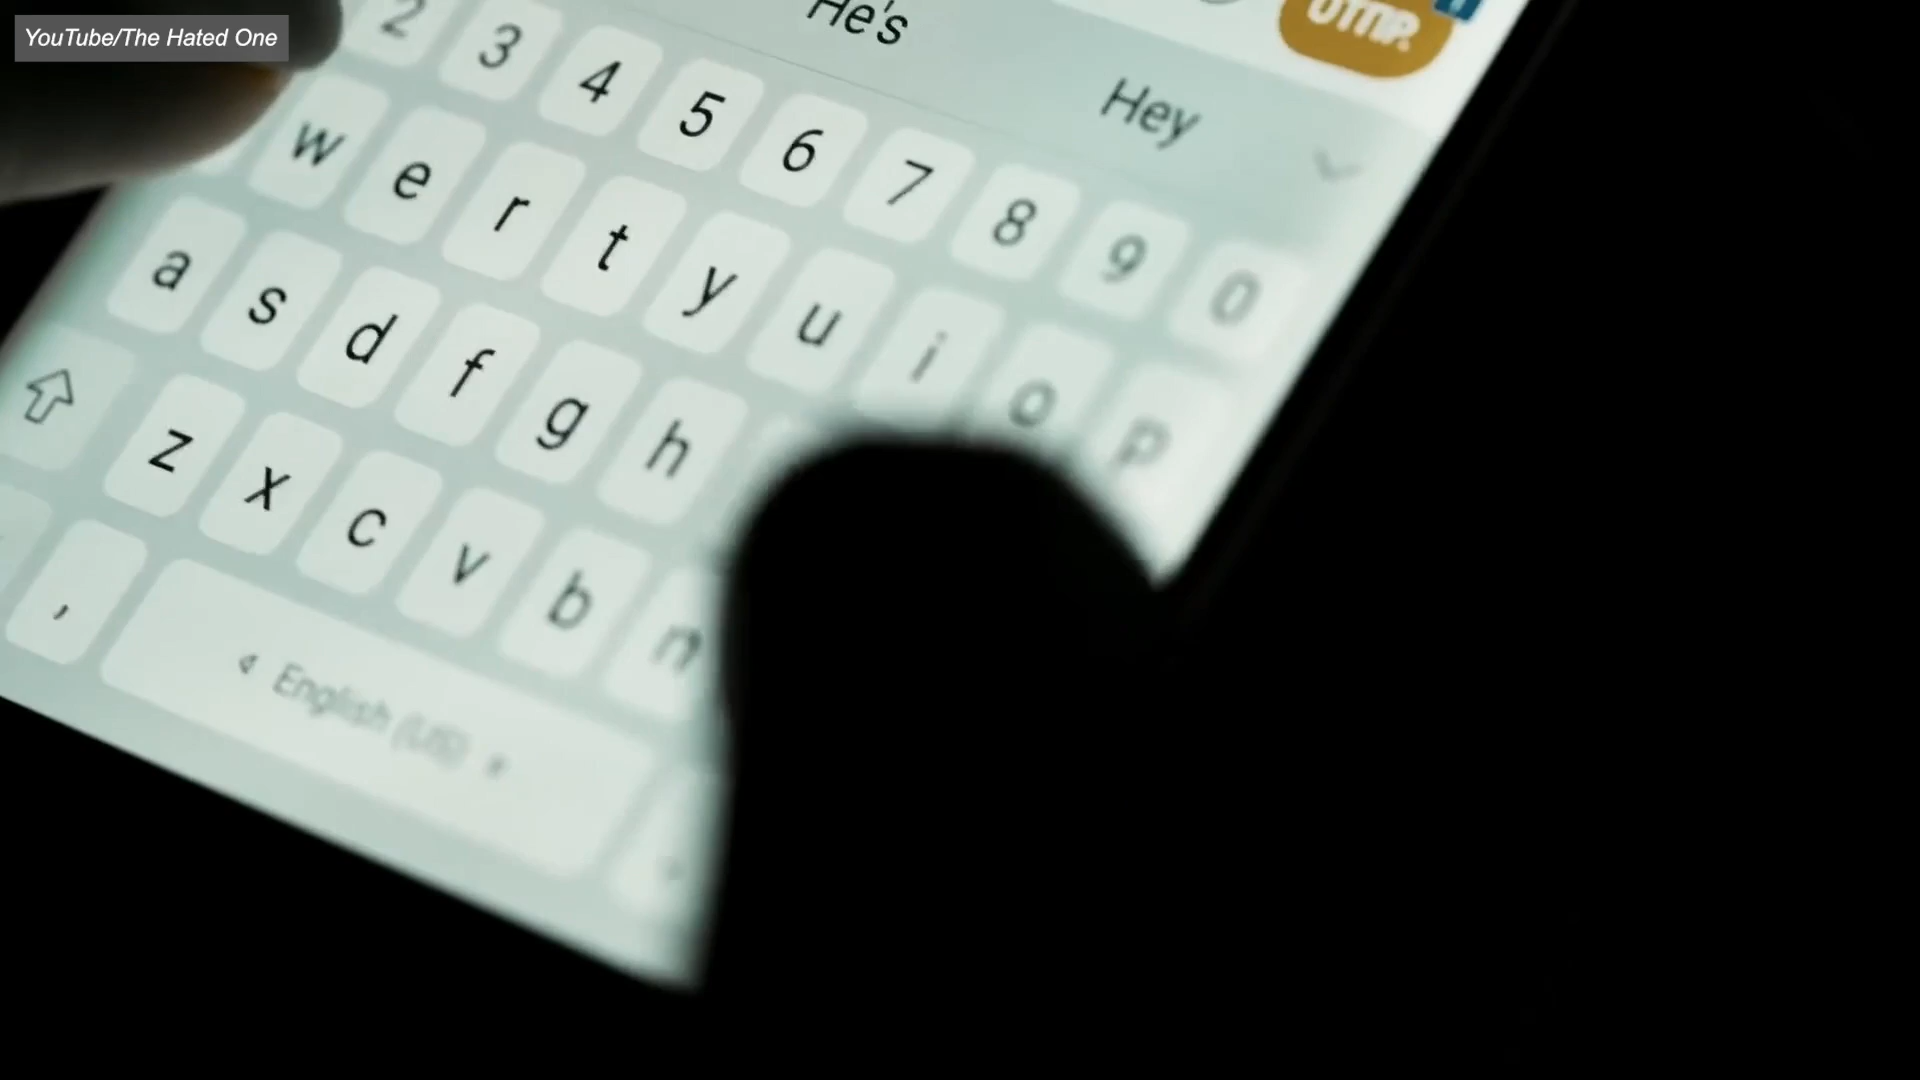 YouTube/The Hated One
He's
Hey
2 3 4 5 6 7 8 9 0
w e r t y u i o p
a s d f g h
z x c v b n
, English (US)